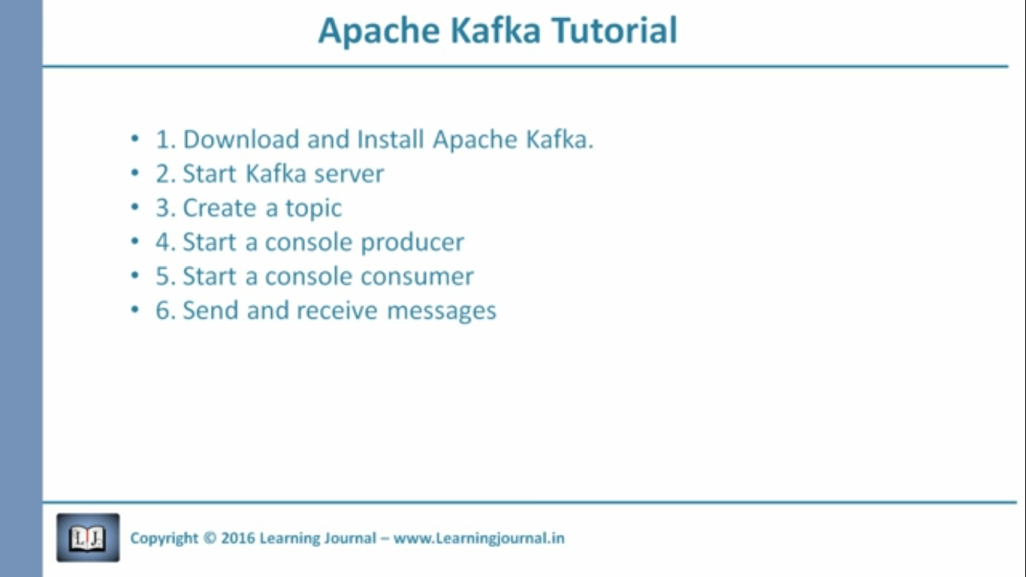 Apache Kafka Tutorial
• 1. Download and Install Apache Kafka.
• 2. Start Kafka server
• 3. Create a topic
• 4. Start a console producer
• 5. Start a console consumer
• 6. Send and receive messages
LJ
Copyright © 2016 Learning Journal – www.Learningjournal.in